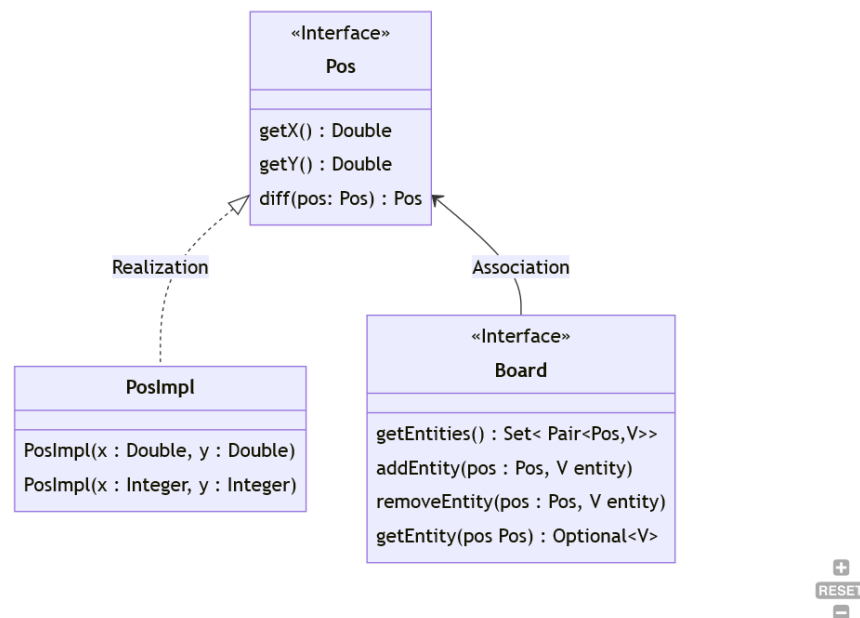 «Interface»
Pos
getX() : Double
getY() : Double
diff(pos: Pos) : Pos
Realization
Association
PosImpl
PosImpl(x : Double, y : Double)
PosImpl(x : Integer, y : Integer)
«Interface»
Board
getEntities() : Set< Pair<Pos,V>>
addEntity(pos : Pos, V entity)
removeEntity(pos : Pos, V entity)
getEntity(pos Pos) : Optional<V>
RESET